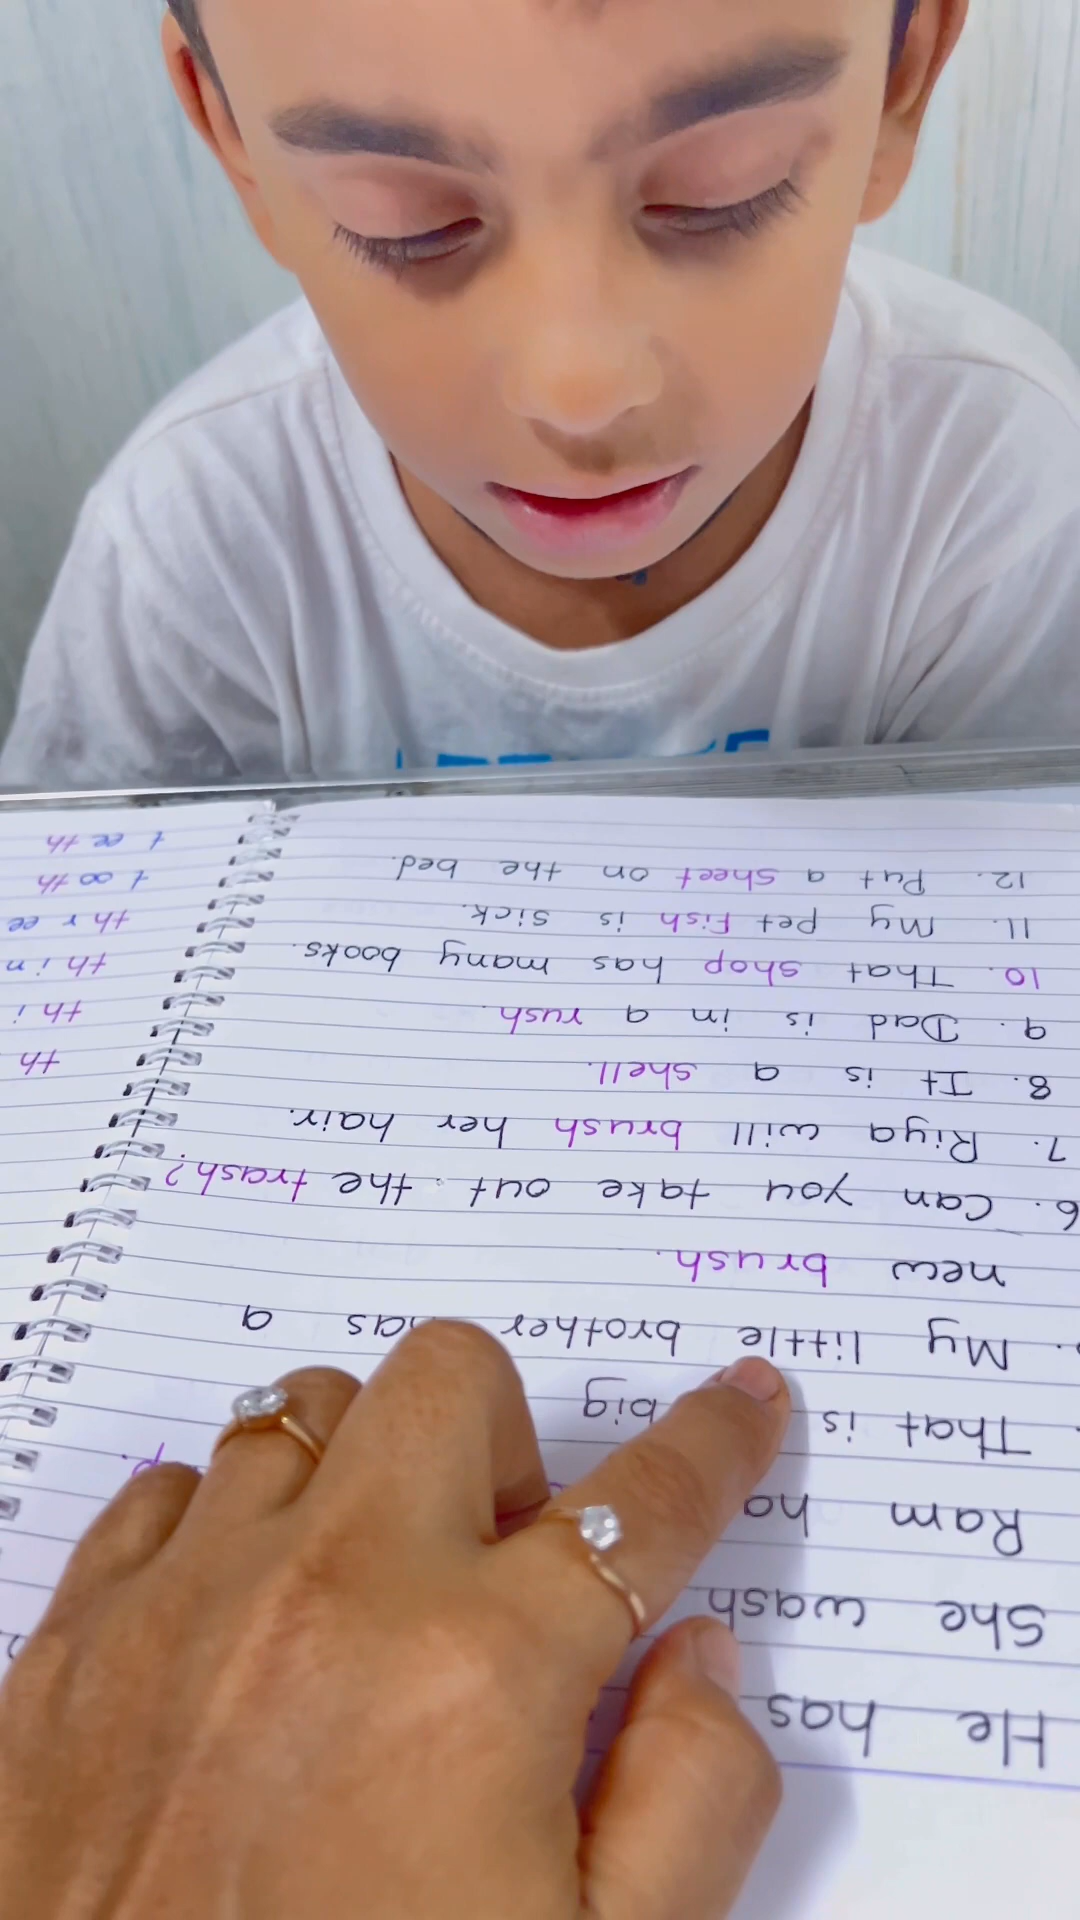 He has
She wash
Ram ha
That is big
My little brother has a
new brush.
6. Can you take out the trash?
7. Riya will brush her hair.
8. It is a shell.
9. Dad is in a rush.
10. That shop has many books.
11. My pet Fish is sick.
12. Put a sheet on the bed.
th
th i
th i n
th r ee
t oo th
t ee th